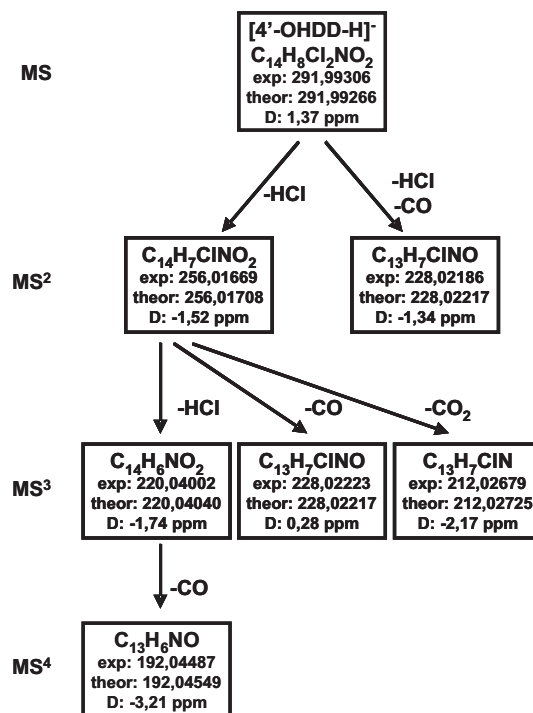 MS
[4'-OHDD-H]⁻
C₁₄H₈Cl₂NO₂
exp: 291,99306
theor: 291,99266
D: 1,37 ppm
-HCl
-HCl
-CO
MS²
C₁₄H₇ClNO₂
exp: 256,01669
theor: 256,01708
D: -1,52 ppm
C₁₃H₇ClNO
exp: 228,02186
theor: 228,02217
D: -1,34 ppm
-HCl
-CO
-CO₂
MS³
C₁₄H₆NO₂
exp: 220,04002
theor: 220,04040
D: -1,74 ppm
C₁₃H₇ClNO
exp: 228,02223
theor: 228,02217
D: 0,28 ppm
C₁₃H₇ClN
exp: 212,02679
theor: 212,02725
D: -2,17 ppm
-CO
MS⁴
C₁₃H₆NO
exp: 192,04487
theor: 192,04549
D: -3,21 ppm